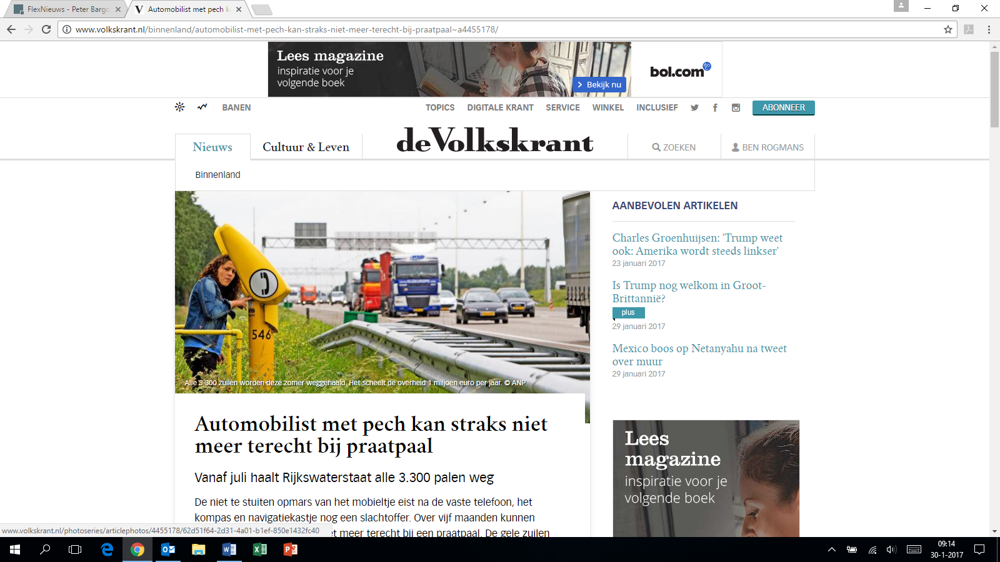 FlexNieuws - Peter Barg
Automobilist met pech k
www.volkskrant.nl/binnenland/automobilist-met-pech-kan-straks-niet-meer-terecht-bij-praatpaal~a4455178/
Lees magazine
inspiratie voor je
volgende boek
Bekijk nu
bol.com
BANEN
TOPICS
DIGITALE KRANT
SERVICE
WINKEL
INCLUSIEF
ABONNEER
Nieuws
Cultuur & Leven
de Volkskrant
ZOEKEN
BEN ROGMANS
Binnenland
546
Alle 3.300 zuilen worden deze zomer weggehaald. Het scheelt de overheid 1 miljoen euro per jaar. © ANP
Automobilist met pech kan straks niet
meer terecht bij praatpaal
Vanaf juli haalt Rijkswaterstaat alle 3.300 palen weg
De niet te stuiten opmars van het mobieltje eist na de vaste telefoon, het
kompas en navigatiekastje nog een slachtoffer. Over vijf maanden kunnen
meer terecht bij een praatpaal. De gele zuilen
AANBEVOLEN ARTIKELEN
Charles Groenhuijsen: 'Trump weet
ook: Amerika wordt steeds linkser'
23 januari 2017
Is Trump nog welkom in Groot-
Brittannië?
plus
29 januari 2017
Mexico boos op Netanyahu na tweet
over muur
29 januari 2017
Lees
magazine
inspiratie voor je
volgende boek
www.volkskrant.nl/photoseries/articlephotos/4455178/62d51f64-2d31-4a01-b1ef-850e1432fc40
09:14
30-1-2017